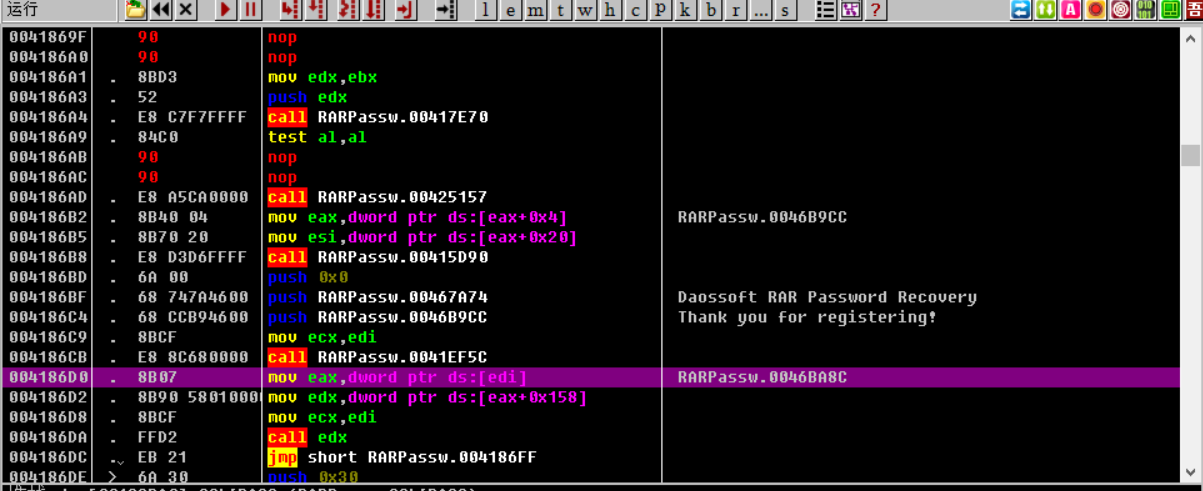 运行 l e m t w h c p k b r ... s ?
0041869F 90 nop
004186A0 90 nop
004186A1 . 8BD3 mov edx,ebx
004186A3 . 52 push edx
004186A4 . E8 C7F7FFFF call RARPassw.00417E70
004186A9 . 84C0 test al,al
004186AB 90 nop
004186AC 90 nop
004186AD . E8 A5CA0000 call RARPassw.00425157
004186B2 . 8B40 04 mov eax,dword ptr ds:[eax+0x4] RARPassw.0046B9CC
004186B5 . 8B70 20 mov esi,dword ptr ds:[eax+0x20]
004186B8 . E8 D3D6FFFF call RARPassw.00415D90
004186BD . 6A 00 push 0x0
004186BF . 68 747A4600 push RARPassw.00467A74 Daossoft RAR Password Recovery
004186C4 . 68 CCB94600 push RARPassw.0046B9CC Thank you for registering!
004186C9 . 8BCF mov ecx,edi
004186CB . E8 8C680000 call RARPassw.0041EF5C
004186D0 . 8B07 mov eax,dword ptr ds:[edi] RARPassw.0046BA8C
004186D2 . 8B90 5801000 mov edx,dword ptr ds:[eax+0x158]
004186D8 . 8BCF mov ecx,edi
004186DA . FFD2 call edx
004186DC . EB 21 jmp short RARPassw.004186FF
004186DE > 6A 30 push 0x30